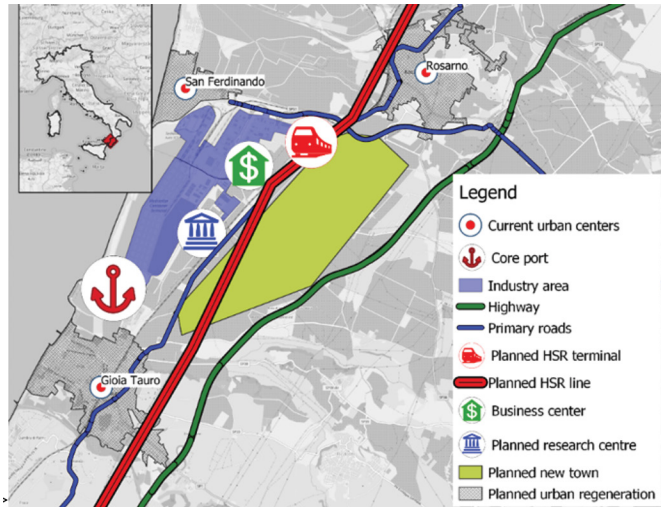 San Ferdinando
Rosarno
Gioia Tauro
$
Legend
Current urban centers
Core port
Industry area
Highway
Primary roads
Planned HSR terminal
Planned HSR line
$
Business center
Planned research centre
Planned new town
Planned urban regeneration
>